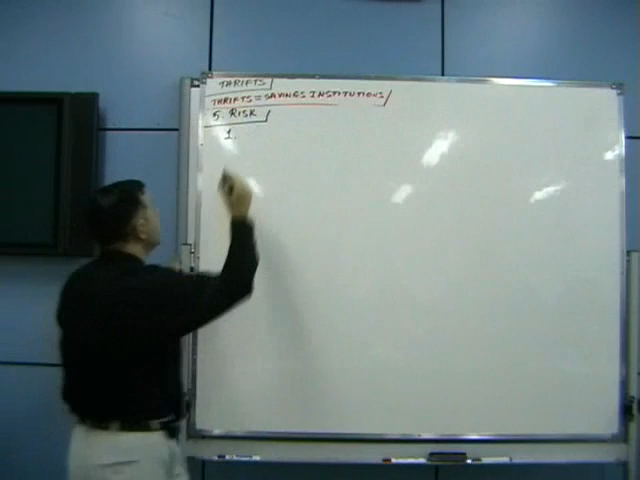 THRIFTS
THRIFTS = SAVINGS INSTITUTIONS
5. RISK
1.